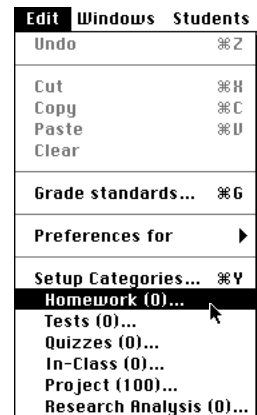 Edit Windows Students
Undo ⌘Z
Cut ⌘X
Copy ⌘C
Paste ⌘V
Clear
Grade standards... ⌘G
Preferences for ▶
Setup Categories... ⌘Y
Homework (0)...
Tests (0)...
Quizzes (0)...
In-Class (0)...
Project (100)...
Research Analysis (0)...